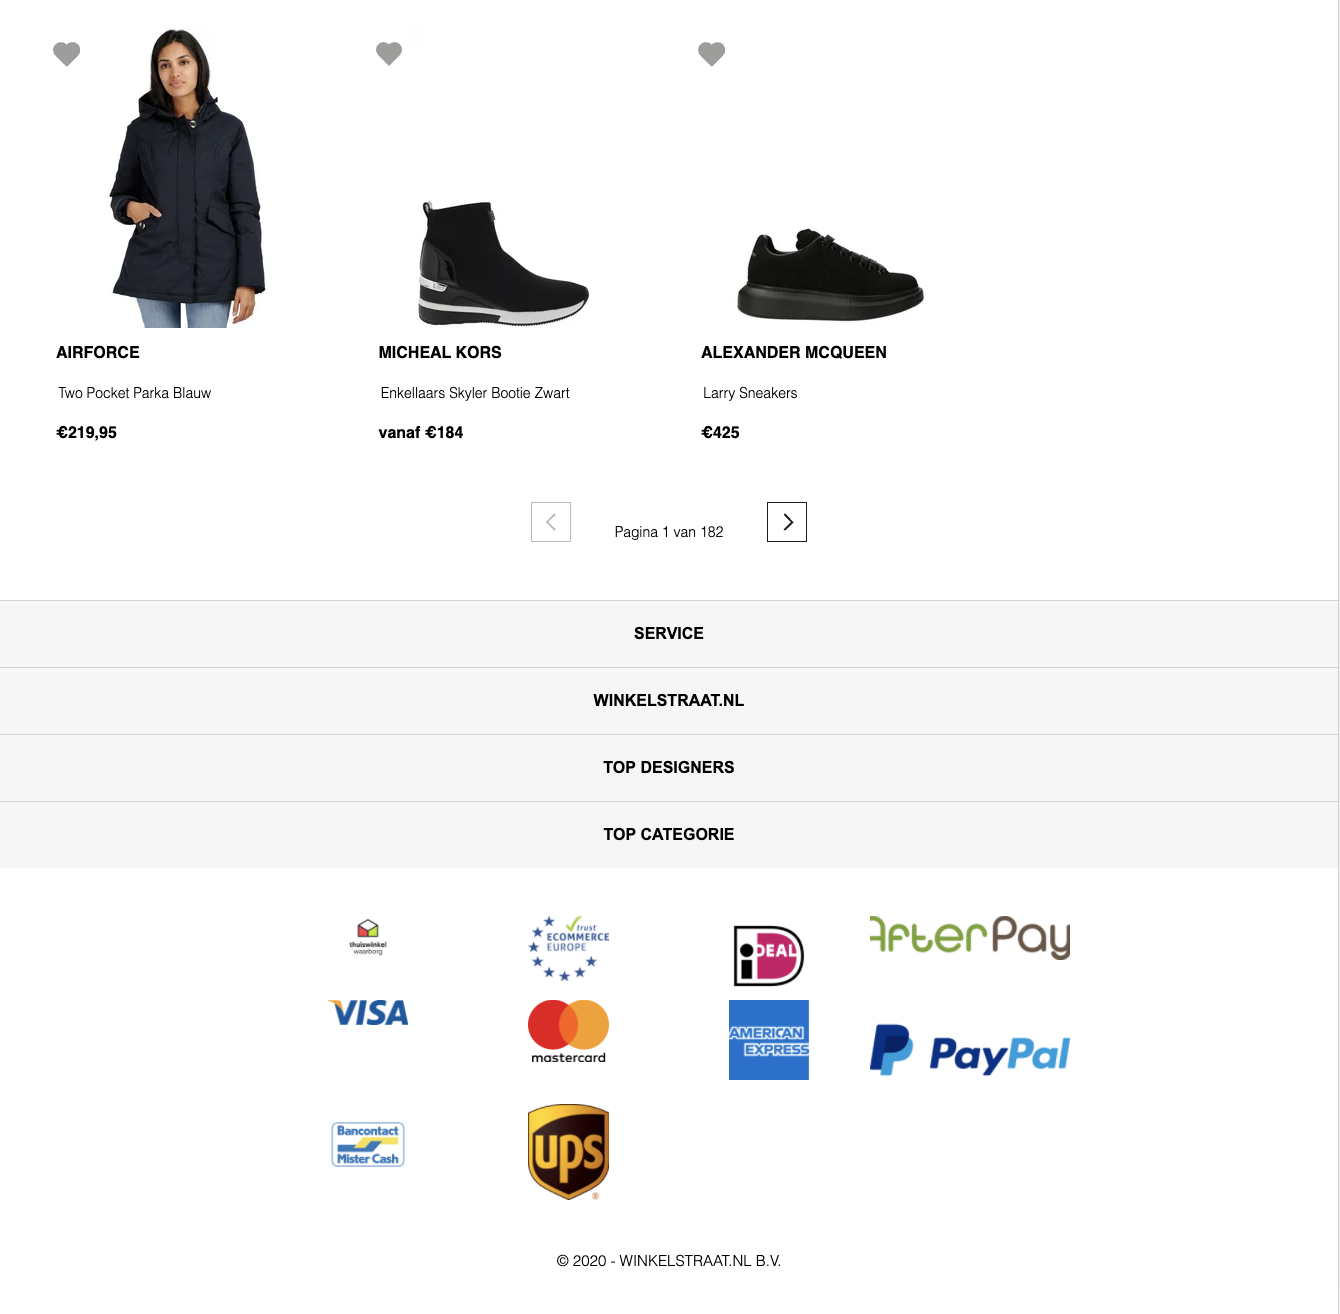 AIRFORCE
Two Pocket Parka Blauw
€219,95
MICHEAL KORS
Enkellaars Skyler Bootie Zwart
vanaf €184
ALEXANDER MCQUEEN
Larry Sneakers
€425
Pagina 1 van 182
SERVICE
WINKELSTRAAT.NL
TOP DESIGNERS
TOP CATEGORIE
thuiswinkel
waarborg
trust
ECOMMERCE
EUROPE
iDEAL
AfterPay
VISA
mastercard
AMERICAN
EXPRESS
PayPal
Bancontact
Mister Cash
ups
®
© 2020 - WINKELSTRAAT.NL B.V.